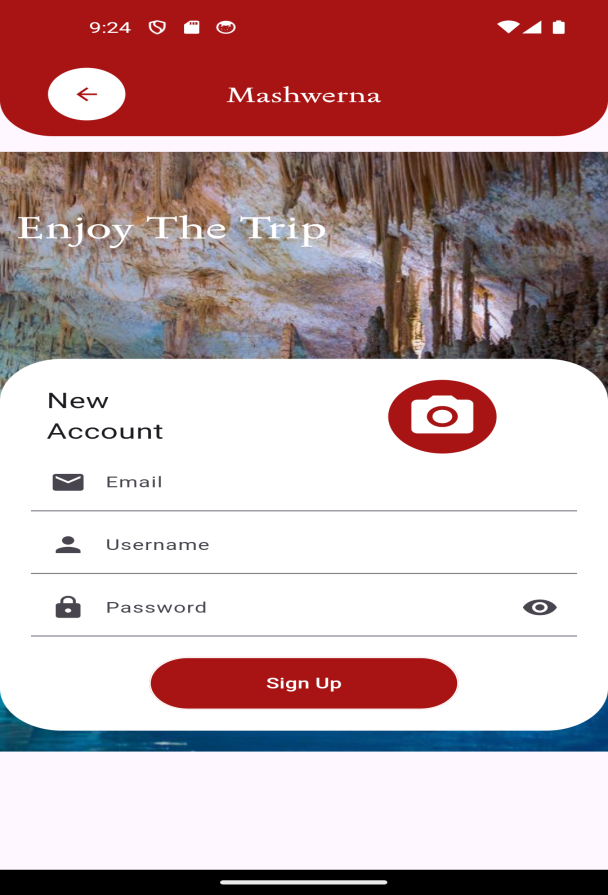 9:24
Mashwerna
Enjoy The Trip
New
Account
Email
Username
Password
Sign Up